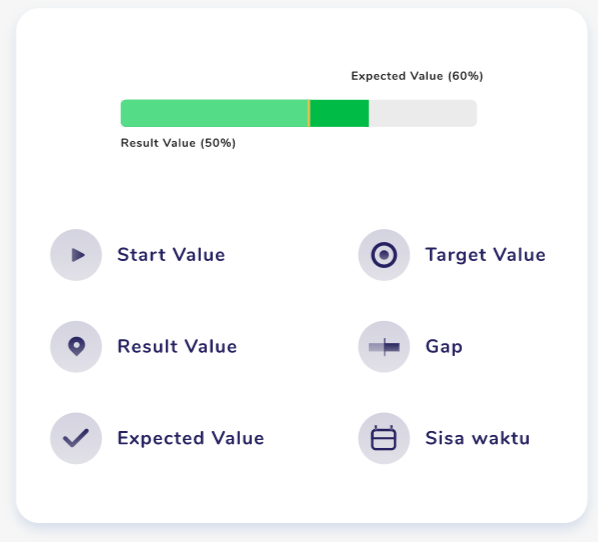 Expected Value (60%)
Result Value (50%)
Start Value
Target Value
Result Value
Gap
Expected Value
Sisa waktu